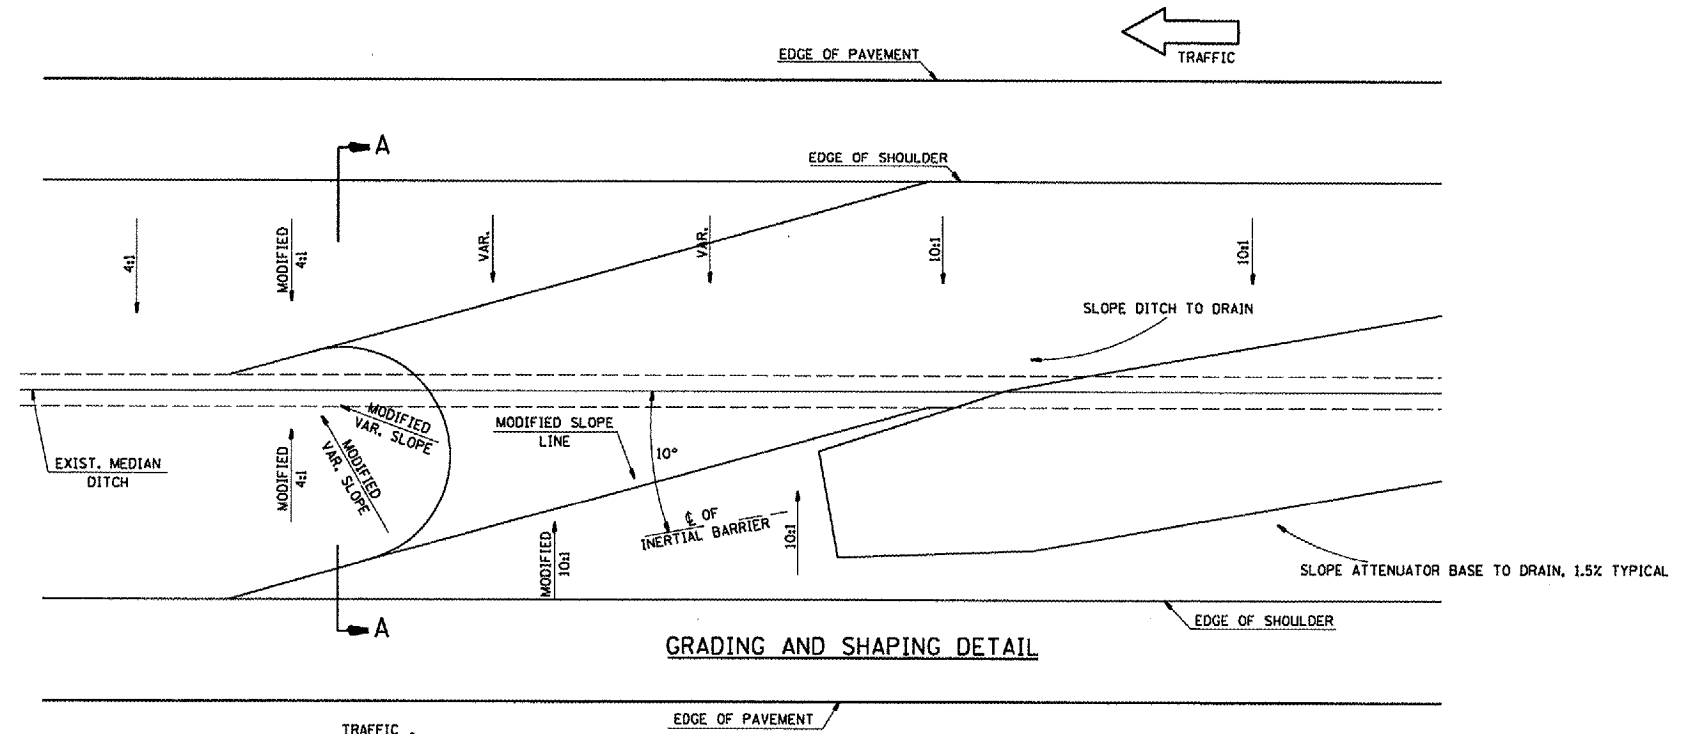 TRAFFIC
EDGE OF PAVEMENT
A
EDGE OF SHOULDER
4:1
MODIFIED
4:1
VAR.
VAR.
10:1
10:1
SLOPE DITCH TO DRAIN
MODIFIED
VAR. SLOPE
MODIFIED SLOPE
LINE
10°
EXIST. MEDIAN
DITCH
MODIFIED
4:1
MODIFIED
VAR. SLOPE
℄ OF
INERTIAL BARRIER
MODIFIED
10:1
10:1
SLOPE ATTENUATOR BASE TO DRAIN, 1.5% TYPICAL
A
EDGE OF SHOULDER
GRADING AND SHAPING DETAIL
EDGE OF PAVEMENT
TRAFFIC